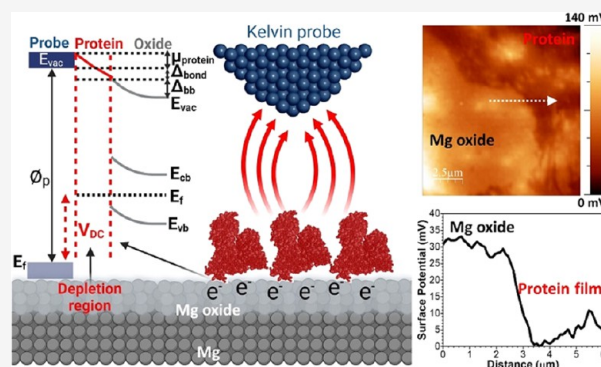 Probe Protein Oxide
Evac
μprotein
Δbond
Δbb
Evac
Øp
Ecb
Ef
VDC
Evb
Ef
Depletion
region
Kelvin probe
e⁻ e⁻ e⁻ e⁻ e⁻ e⁻
Mg oxide
Mg
140 mV
Protein
Mg oxide
2.5μm
0 mV
Surface Potential (mV)
40
35
30
25
20
15
10
5
0
Mg oxide
Protein film
0 1 2 3 4 5 6
Distance (μm)